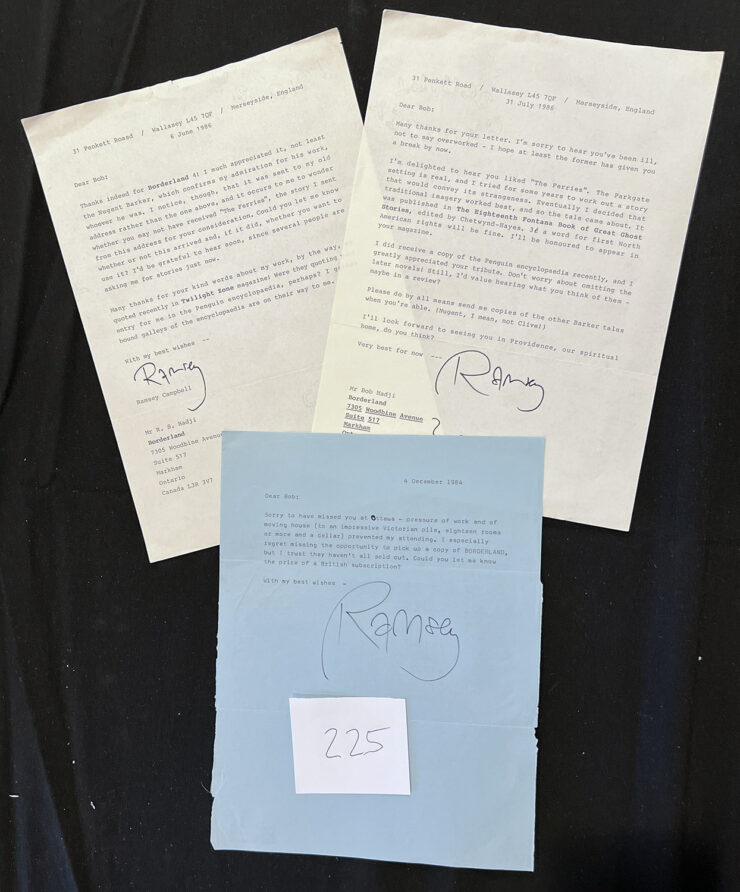 31 Penkett Roasd / Wallasey L45 7QF / Merseyside, England
6 June 1986
Dear Bob:
Thanks indeed for Borderland 4! I much appreciated it, not least
the Nugent Barker, which confirms my admiration for his work,
whoever he was. I notice, though, that it was sent to my old
address rather than the one above, and it occurs to me to wonder
whether you may not have received "The Ferries", the story I sent
from this address for your consideration. Could you let me know
whether or not this arrived and, if it did, whether you want to
use it? I'd be grateful to hear soon, since several people are
asking me for stories just now.
Many thanks for your kind words about my work, by the way,
quoted recently in Twilight Zone magazine! Were they quoting
entry for me in the Penguin encyclopaedia, perhaps? I g
bound galleys of the encyclopaedia are on their way to me.
With my best wishes --
Ramsey
Ramsey Campbell
Mr R. S. Hadji
Borderland
7305 Woodbine Avenue
Suite 517
Markham
Ontario
Canada L3R 3V7
31 Penkett Road / Wallasey L45 7QF / Merseyside, England
31 July 1986
Dear Bob:
Many thanks for your letter. I'm sorry to hear you've been ill,
not to say overworked - I hope at least the former has given you
a break by now.
I'm delighted to hear you liked "The Ferries". The Parkgate
setting is real, and I tried for some years to work out a story
that would convey its strangeness. Eventually I decided that
traditional imagery worked best, and so the tale came about. It
was published in The Eighteenth Fontana Book of Great Ghost
Stories, edited by Chetwynd-Hayes. 3¢ a word for first North
American rights will be fine. I'll be honoured to appear in
your magazine.
I did receive a copy of the Penguin encyclopaedia recently, and I
greatly appreciated your tribute. Don't worry about omitting the
later novels! Still, I'd value hearing what you think of them -
maybe in a review?
Please do by all means send me copies of the other Barker tales
when you're able. (Nugent, I mean, not Clive!)
I'll look forward to seeing you in Providence, our spiritual
home, do you think?
Very best for now ---
Ramsey
Mr Bob Hadji
Borderland
7305 Woodbine Avenue
Suite 517
Markham
4 December 1984
Dear Bob:
Sorry to have missed you at Ottawa - pressure of work and of
moving house (to an impressive Victorian pile, eighteen rooms
or more and a cellar) prevented my attending. I especially
regret missing the opportunity to pick up a copy of BORDERLAND,
but I trust they haven't all sold out. Could you let me know
the price of a British subscription?
With my best wishes -
Ramsey
225